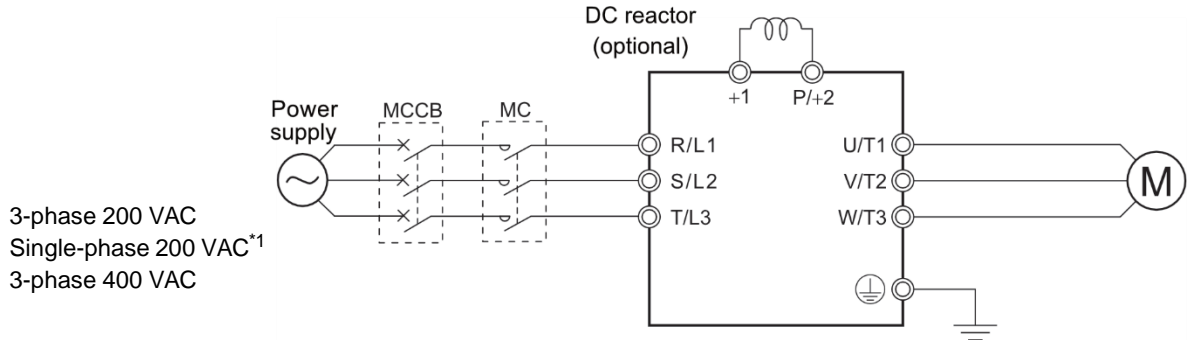 DC reactor
(optional)
+1 P/+2
Power
supply
MCCB
MC
R/L1
U/T1
S/L2
V/T2
T/L3
W/T3
M
3-phase 200 VAC
Single-phase 200 VAC*1
3-phase 400 VAC